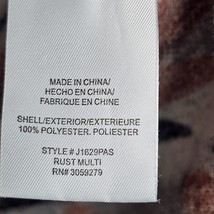 MADE IN CHINA/
HECHO EN CHINA/
FABRIQUE EN CHINE
SHELL/EXTERIOR/EXTERIEURE
100% POLYESTER. POLIESTER
STYLE # J1629PAS
RUST MULTI
RN# 3059279